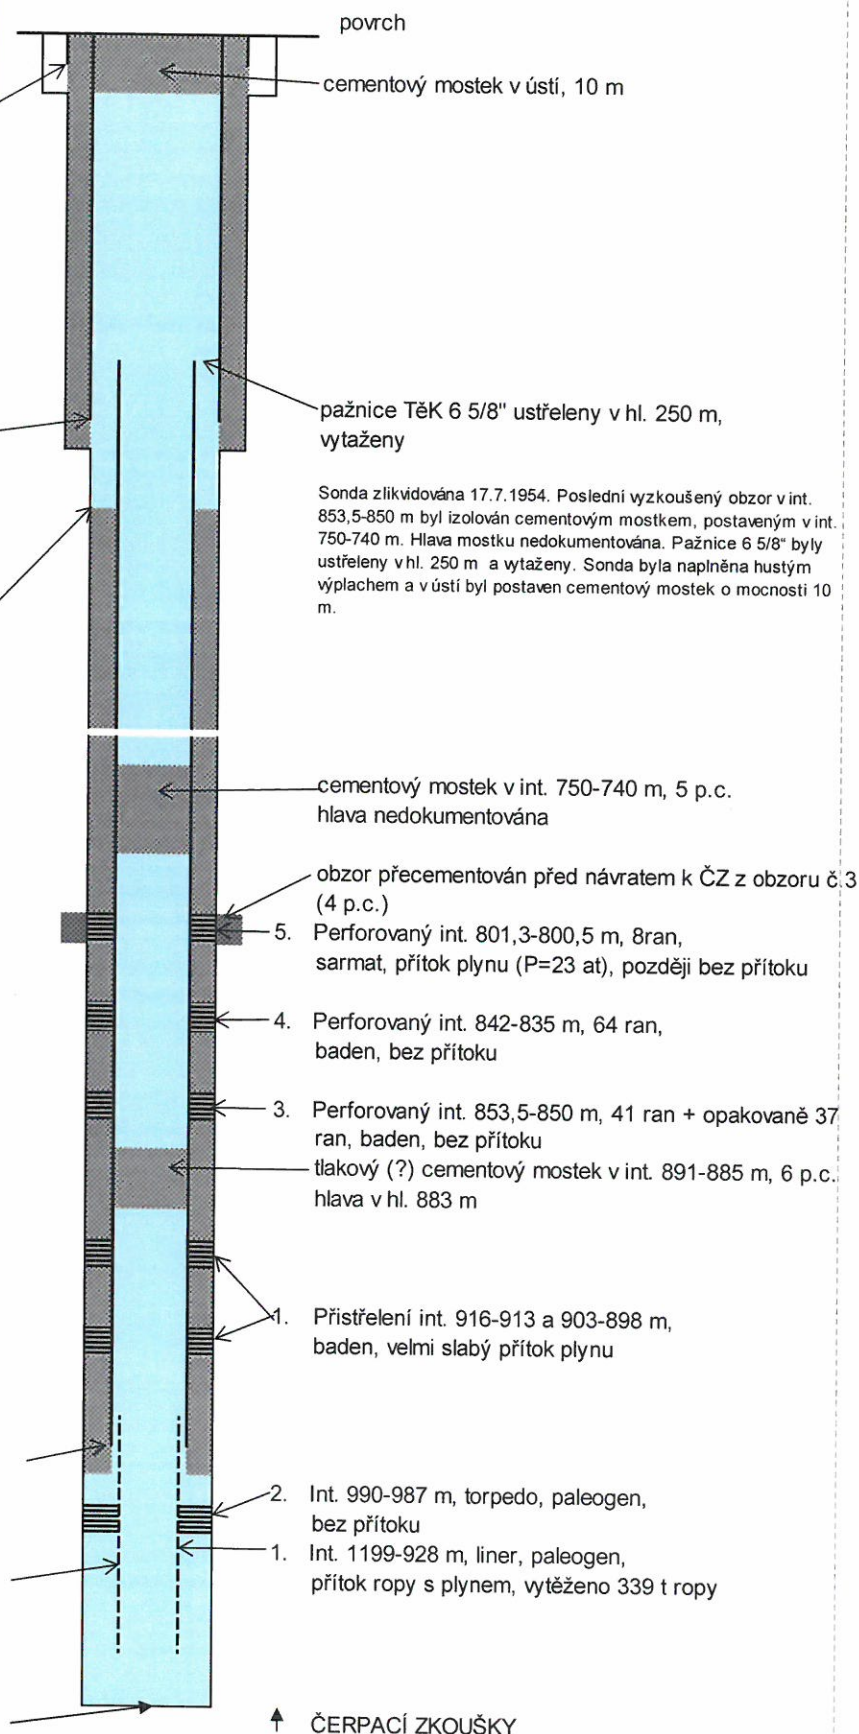 povrch
cementový mostek v ústí, 10 m
pažnice TěK 6 5/8" ustřeleny v hl. 250 m,
vytaženy
Sonda zlikvidována 17.7.1954. Poslední vyzkoušený obzor v int.
853,5-850 m byl izolován cementovým mostkem, postaveným v int.
750-740 m. Hlava mostku nedokumentována. Pažnice 6 5/8" byly
ustřeleny v hl. 250 m a vytaženy. Sonda byla naplněna hustým
výplachem a v ústí byl postaven cementový mostek o mocnosti 10
m.
cementový mostek v int. 750-740 m, 5 p.c.
hlava nedokumentována
obzor přecementován před návratem k ČZ z obzoru č.3
(4 p.c.)
5. Perforovaný int. 801,3-800,5 m, 8ran,
sarmat, přítok plynu (P=23 at), později bez přítoku
4. Perforovaný int. 842-835 m, 64 ran,
baden, bez přítoku
3. Perforovaný int. 853,5-850 m, 41 ran + opakovaně 37
ran, baden, bez přítoku
tlakový (?) cementový mostek v int. 891-885 m, 6 p.c.
hlava v hl. 883 m
1. Přistřelení int. 916-913 a 903-898 m,
baden, velmi slabý přítok plynu
2. Int. 990-987 m, torpedo, paleogen,
bez přítoku
1. Int. 1199-928 m, liner, paleogen,
přítok ropy s plynem, vytěženo 339 t ropy
ČERPACÍ ZKOUŠKY